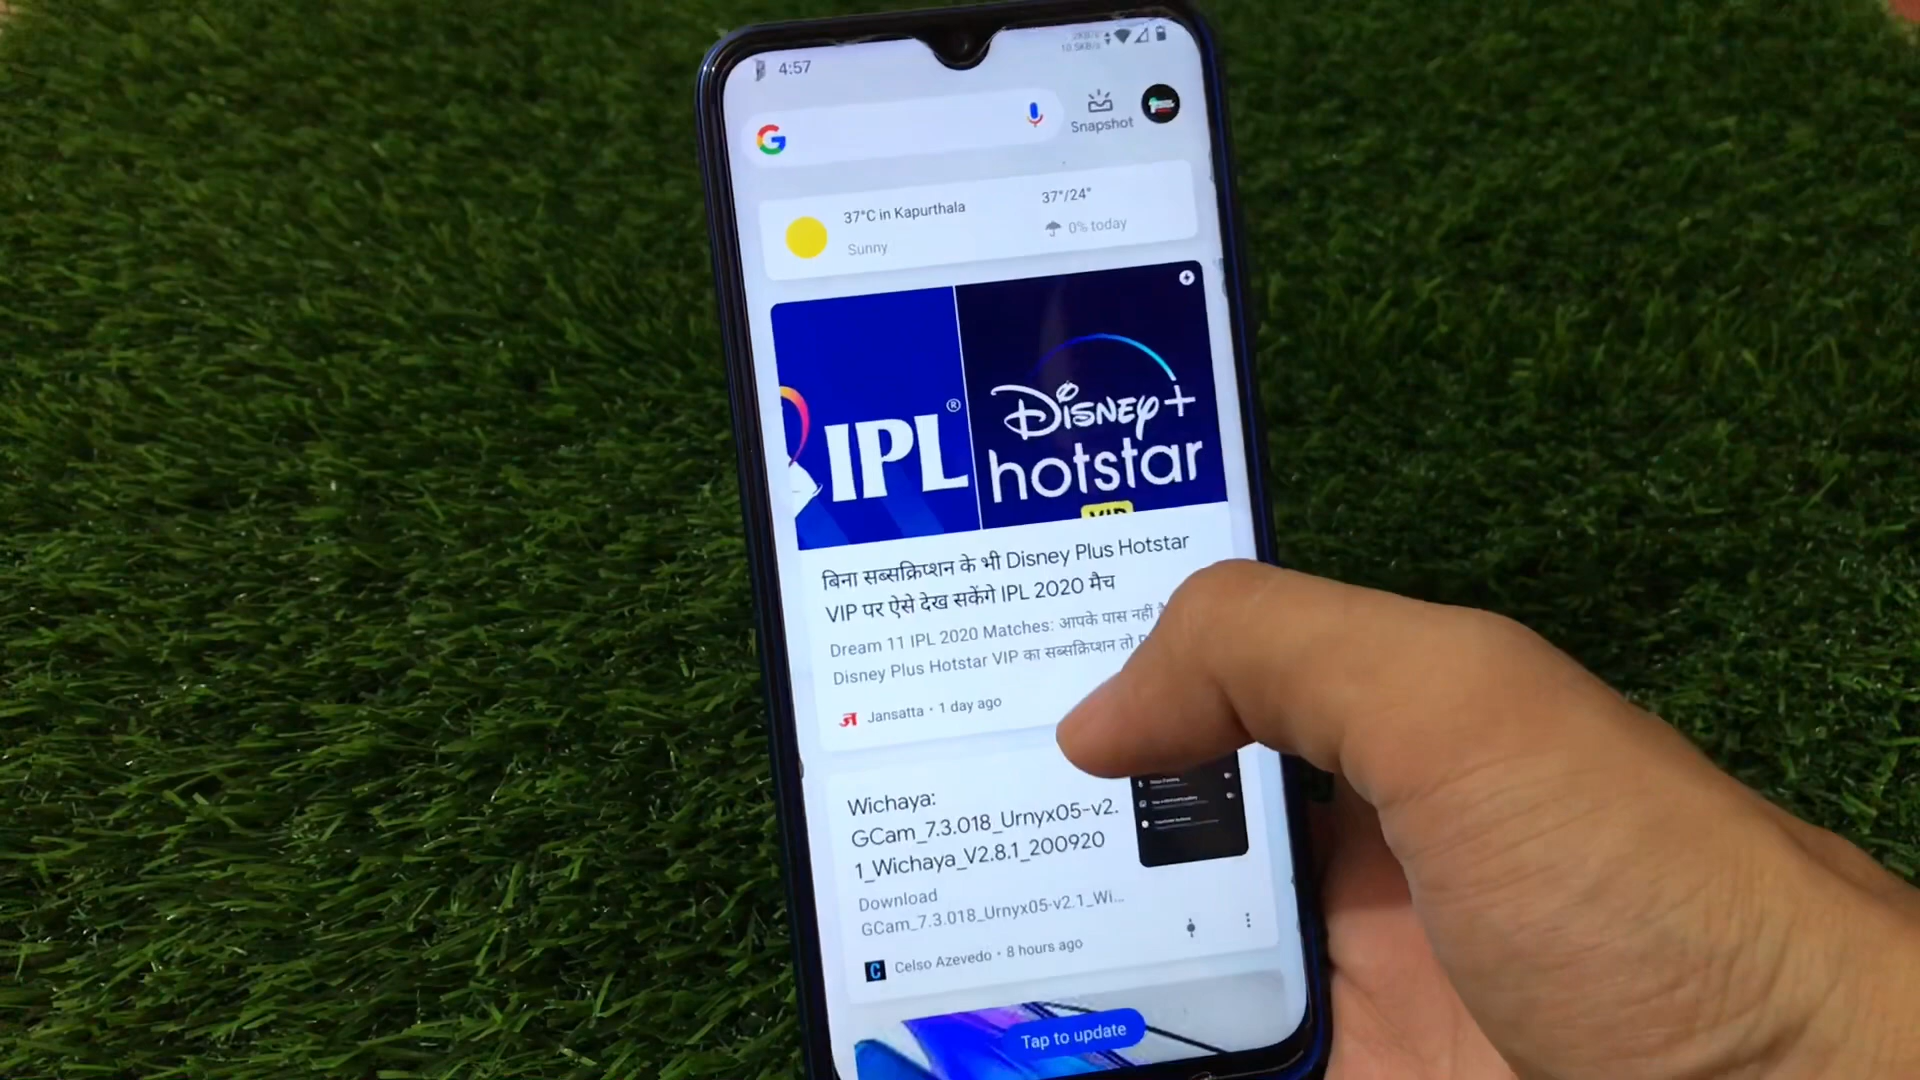 4:57
10.5KB/s
Snapshot
37°C in Kapurthala
37°/24°
Sunny
0% today
IPL®
Disney+
hotstar
VIP
बिना सब्सक्रिप्शन के भी Disney Plus Hotstar
VIP पर ऐसे देख सकेंगे IPL 2020 मैच
Dream 11 IPL 2020 Matches: आपके पास नहीं
Disney Plus Hotstar VIP का सब्सक्रिप्शन तो
ज Jansatta • 1 day ago
Wichaya:
GCam_7.3.018_Urnyx05-v2.
1_Wichaya_V2.8.1_200920
Download
GCam_7.3.018_Urnyx05-v2.1_Wi...
C Celso Azevedo • 8 hours ago
Tap to update